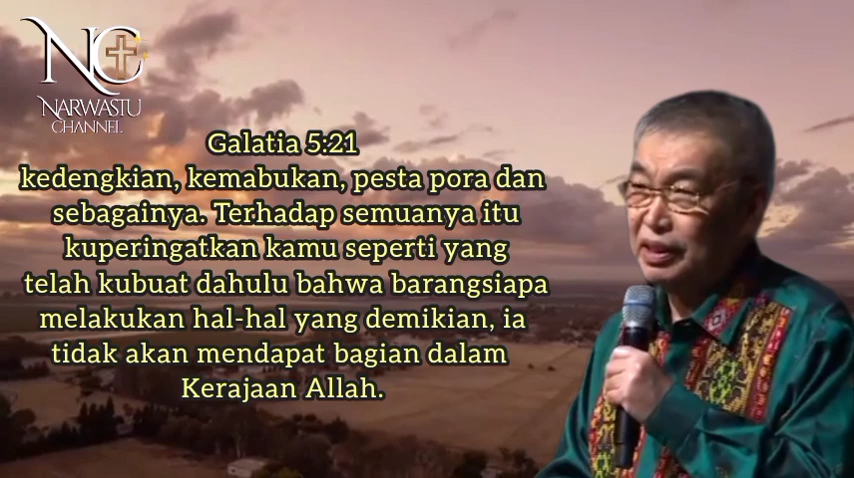 NC
NARWASTU
CHANNEL
Galatia 5:21
kedengkian, kemabukan, pesta pora dan
sebagainya. Terhadap semuanya itu
kuperingatkan kamu seperti yang
telah kubuat dahulu bahwa barangsiapa
melakukan hal-hal yang demikian, ia
tidak akan mendapat bagian dalam
Kerajaan Allah.